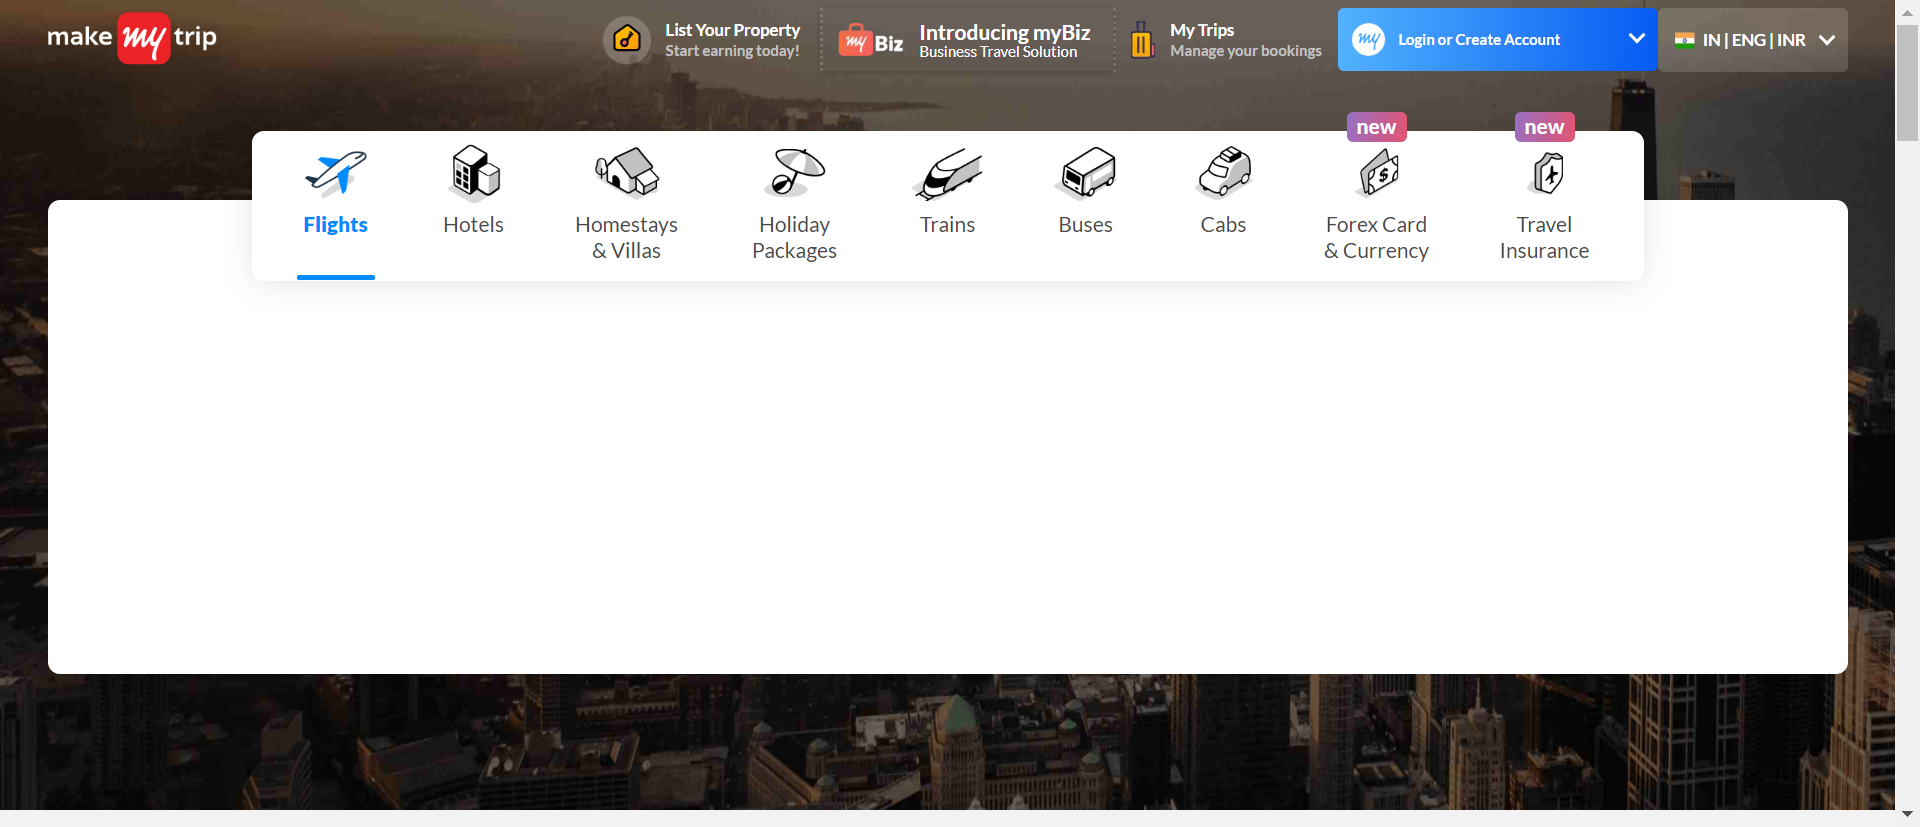 make my trip
List Your Property
Start earning today!
my Biz
Introducing myBiz
Business Travel Solution
My Trips
Manage your bookings
my
Login or Create Account
IN | ENG | INR
new
new
Flights
Hotels
Homestays
& Villas
Holiday
Packages
Trains
Buses
Cabs
Forex Card
& Currency
Travel
Insurance